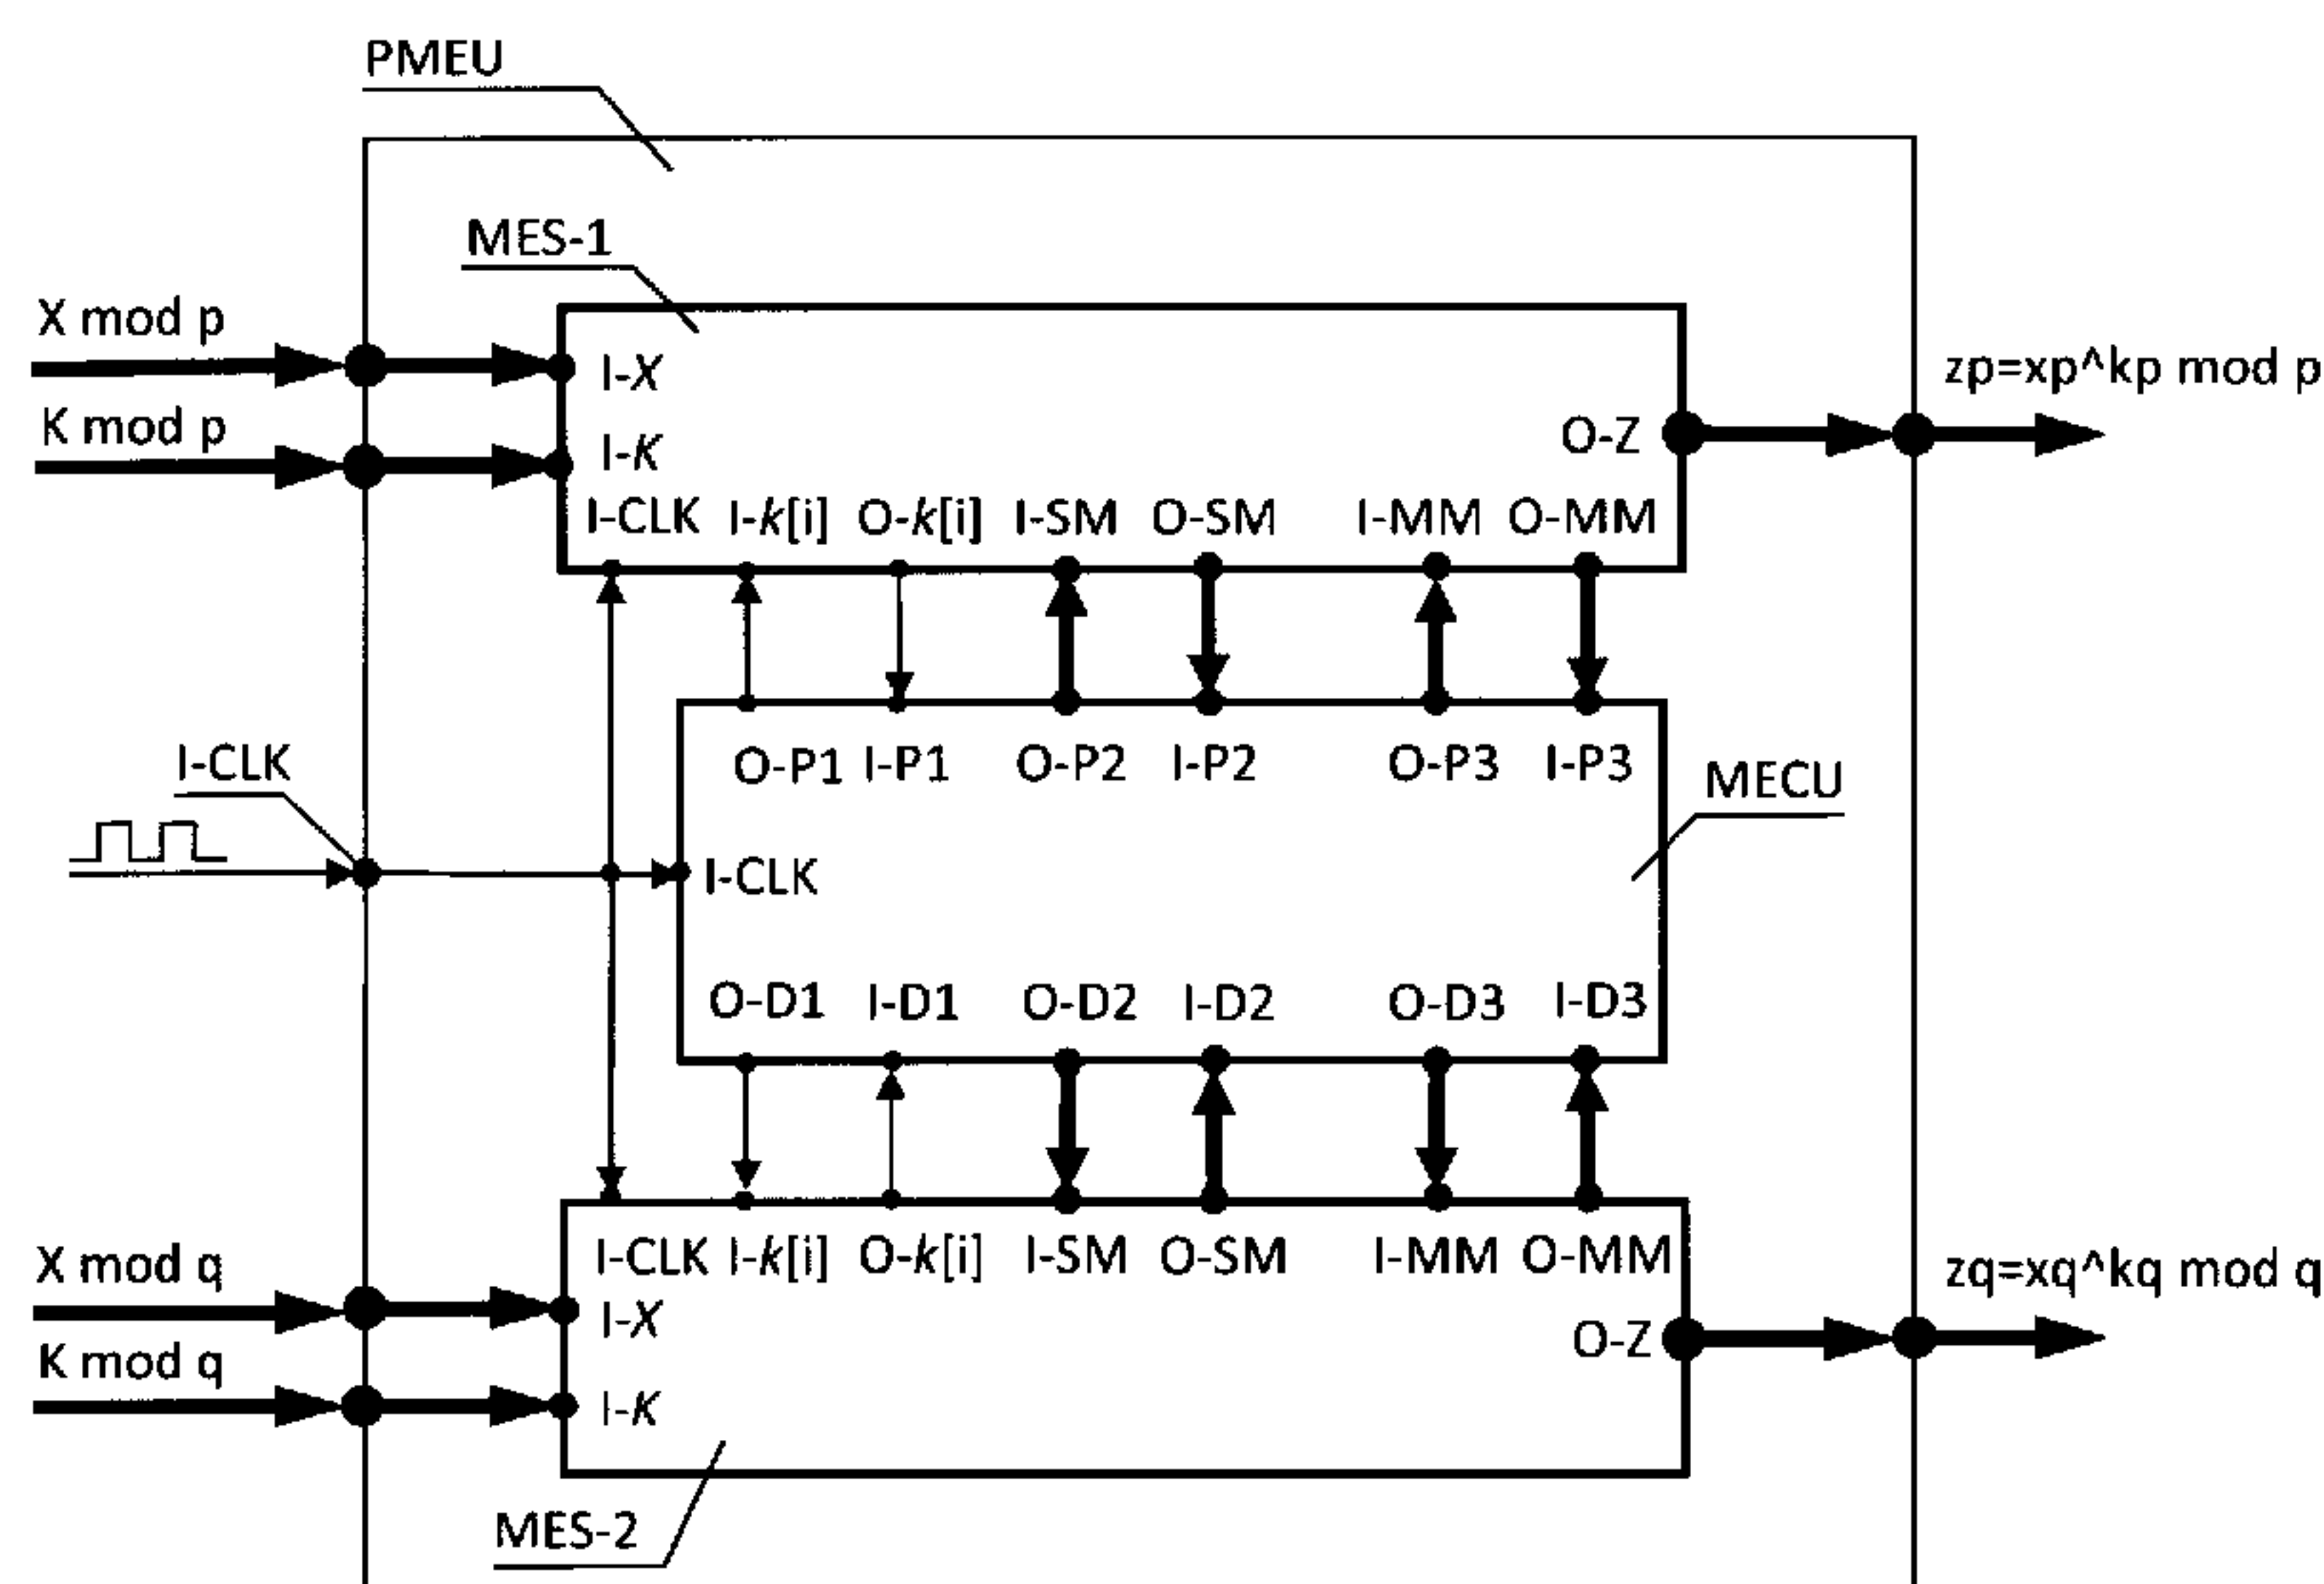 PMEU
MES-1
X mod p
I-X
zp=xp^kp mod p
K mod p
I-K
O-Z
I-CLK I-k[i] O-k[i] I-SM O-SM I-MM O-MM
O-P1 I-P1 O-P2 I-P2 O-P3 I-P3
I-CLK
MECU
I-CLK
O-D1 I-D1 O-D2 I-D2 O-D3 I-D3
I-CLK I-k[i] O-k[i] I-SM O-SM I-MM O-MM
X mod q
I-X
zq=xq^kq mod q
O-Z
K mod q
I-K
MES-2